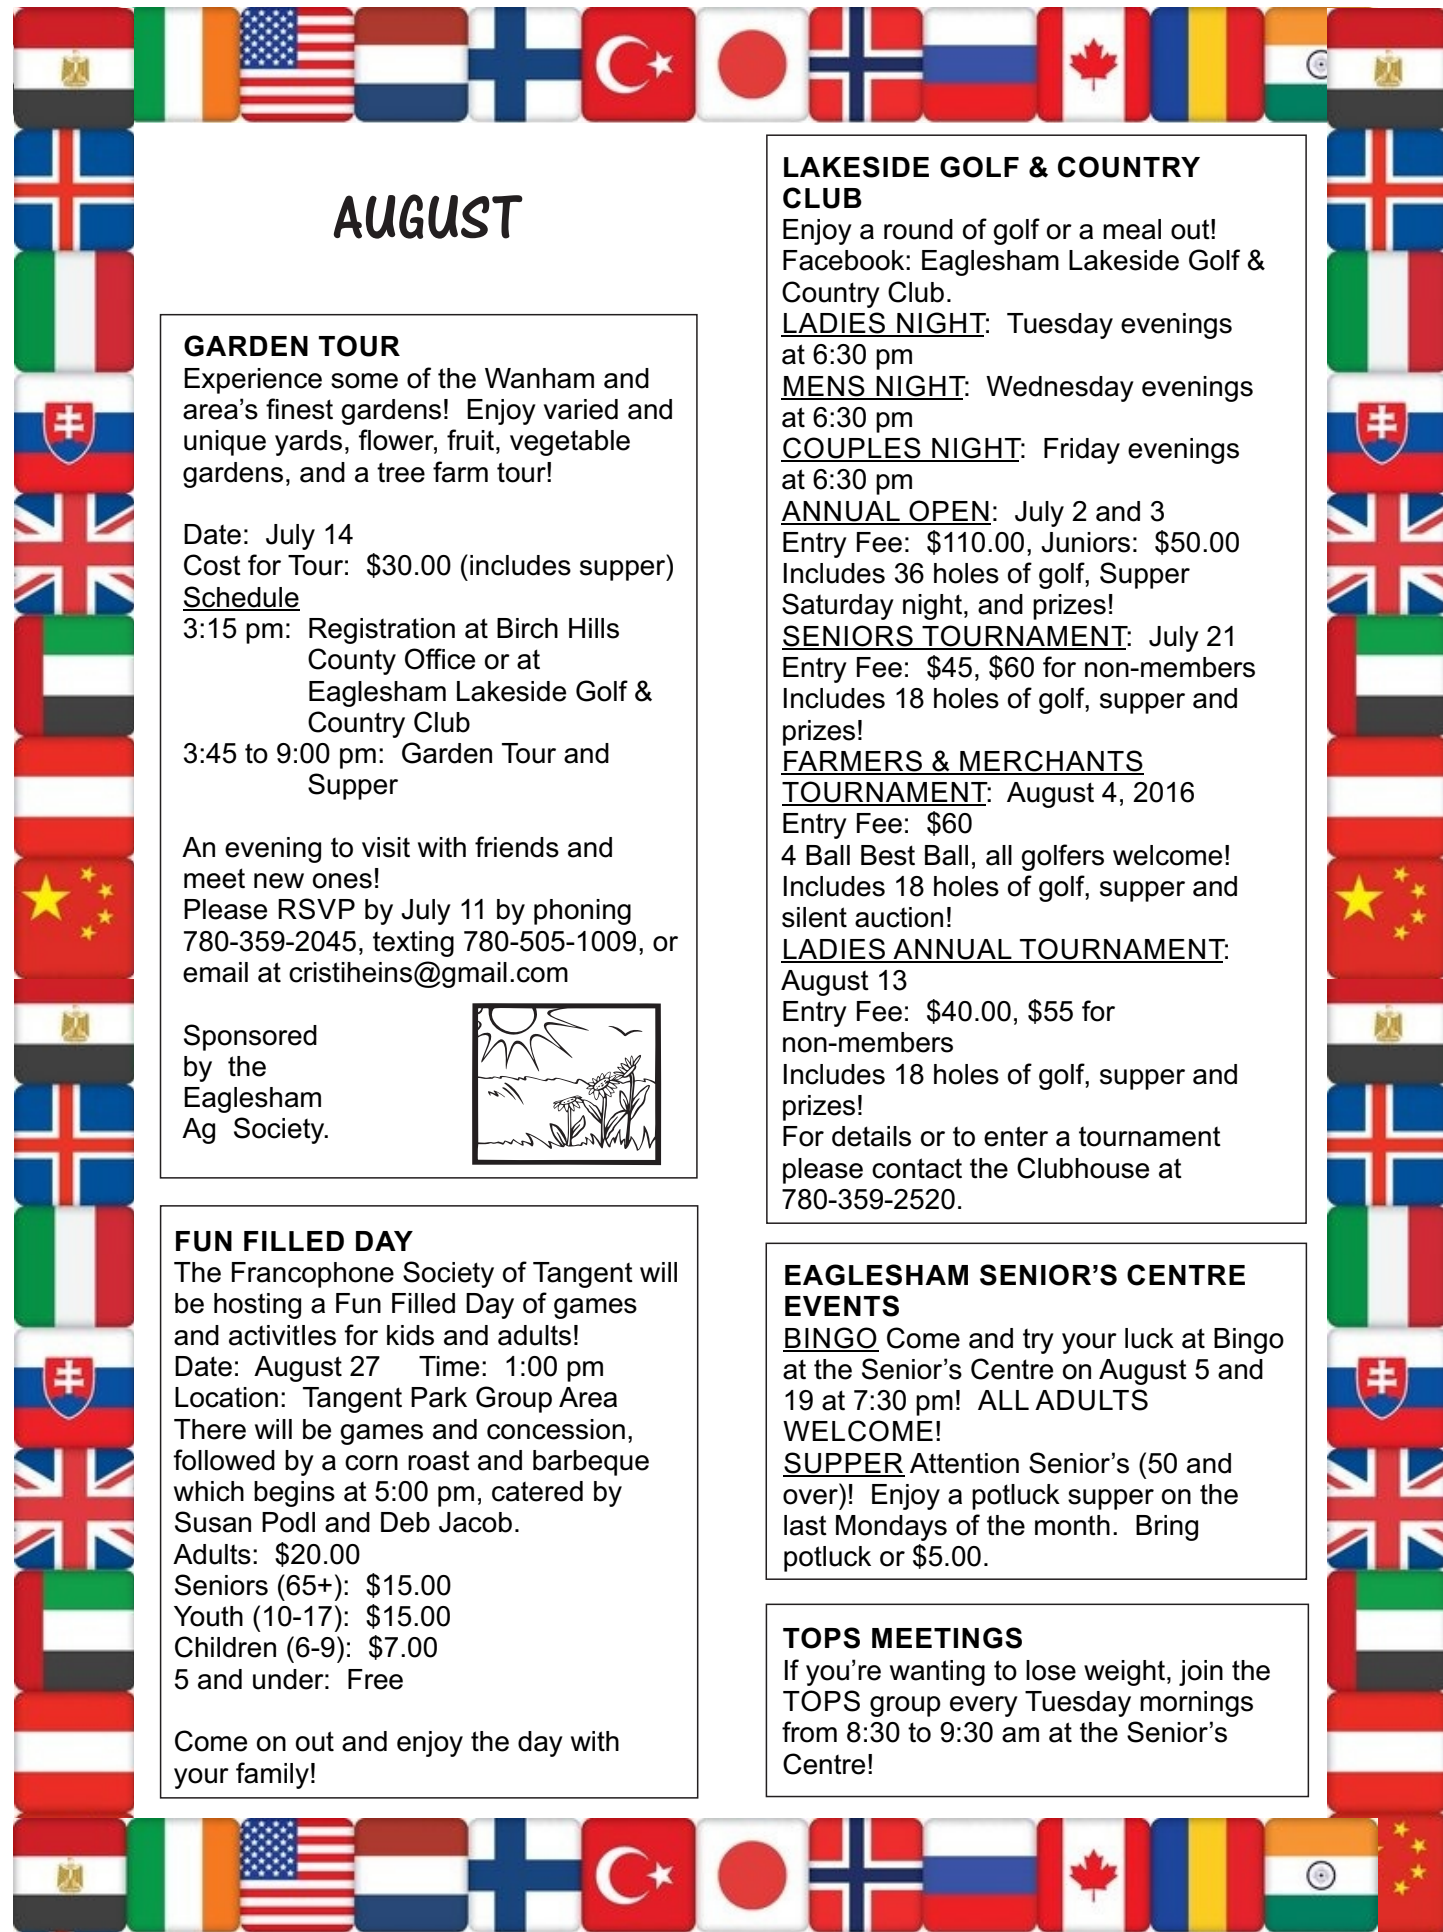 AUGUST
GARDEN TOUR
Experience some of the Wanham and
area's finest gardens!  Enjoy varied and
unique yards, flower, fruit, vegetable
gardens, and a tree farm tour!
Date:  July 14
Cost for Tour:  $30.00 (includes supper)
Schedule
3:15 pm:  Registration at Birch Hills
County Office or at
Eaglesham Lakeside Golf &
Country Club
3:45 to 9:00 pm:  Garden Tour and
Supper
An evening to visit with friends and
meet new ones!
Please RSVP by July 11 by phoning
780-359-2045, texting 780-505-1009, or
email at cristiheins@gmail.com
Sponsored
by  the
Eaglesham
Ag  Society.
FUN FILLED DAY
The Francophone Society of Tangent will
be hosting a Fun Filled Day of games
and activitIes for kids and adults!
Date:  August 27     Time:  1:00 pm
Location:  Tangent Park Group Area
There will be games and concession,
followed by a corn roast and barbeque
which begins at 5:00 pm, catered by
Susan Podl and Deb Jacob.
Adults:  $20.00
Seniors (65+):  $15.00
Youth (10-17):  $15.00
Children (6-9):  $7.00
5 and under:  Free
Come on out and enjoy the day with
your family!
LAKESIDE GOLF & COUNTRY
CLUB
Enjoy a round of golf or a meal out!
Facebook: Eaglesham Lakeside Golf &
Country Club.
LADIES NIGHT:  Tuesday evenings
at 6:30 pm
MENS NIGHT:  Wednesday evenings
at 6:30 pm
COUPLES NIGHT:  Friday evenings
at 6:30 pm
ANNUAL OPEN:  July 2 and 3
Entry Fee:  $110.00, Juniors:  $50.00
Includes 36 holes of golf, Supper
Saturday night, and prizes!
SENIORS TOURNAMENT:  July 21
Entry Fee:  $45, $60 for non-members
Includes 18 holes of golf, supper and
prizes!
FARMERS & MERCHANTS
TOURNAMENT:  August 4, 2016
Entry Fee:  $60
4 Ball Best Ball, all golfers welcome!
Includes 18 holes of golf, supper and
silent auction!
LADIES ANNUAL TOURNAMENT:
August 13
Entry Fee:  $40.00, $55 for
non-members
Includes 18 holes of golf, supper and
prizes!
For details or to enter a tournament
please contact the Clubhouse at
780-359-2520.
EAGLESHAM SENIOR'S CENTRE
EVENTS
BINGO Come and try your luck at Bingo
at the Senior's Centre on August 5 and
19 at 7:30 pm!  ALL ADULTS
WELCOME!
SUPPER Attention Senior's (50 and
over)!  Enjoy a potluck supper on the
last Mondays of the month.  Bring
potluck or $5.00.
TOPS MEETINGS
If you're wanting to lose weight, join the
TOPS group every Tuesday mornings
from 8:30 to 9:30 am at the Senior's
Centre!